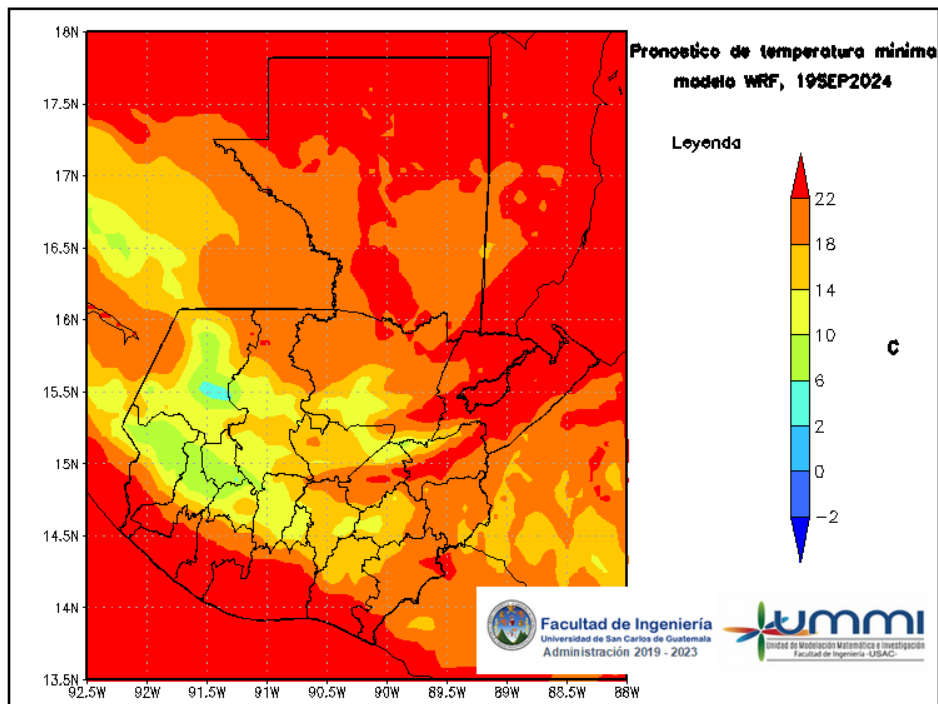 Pronostico de temperatura minima
modelo WRF, 19SEP2024
Leyenda
22
18
14
10
6
2
0
−2
C
18N
17.5N
17N
16.5N
16N
15.5N
15N
14.5N
14N
13.5N
92.5W 92W 91.5W 91W 90.5W 90W 89.5W 89W 88.5W 88W
Facultad de Ingeniería
Universidad de San Carlos de Guatemala
Administración 2019 - 2023
ummi
Unidad de Modelación Matemática e Investigación
Facultad de Ingeniería -USAC-